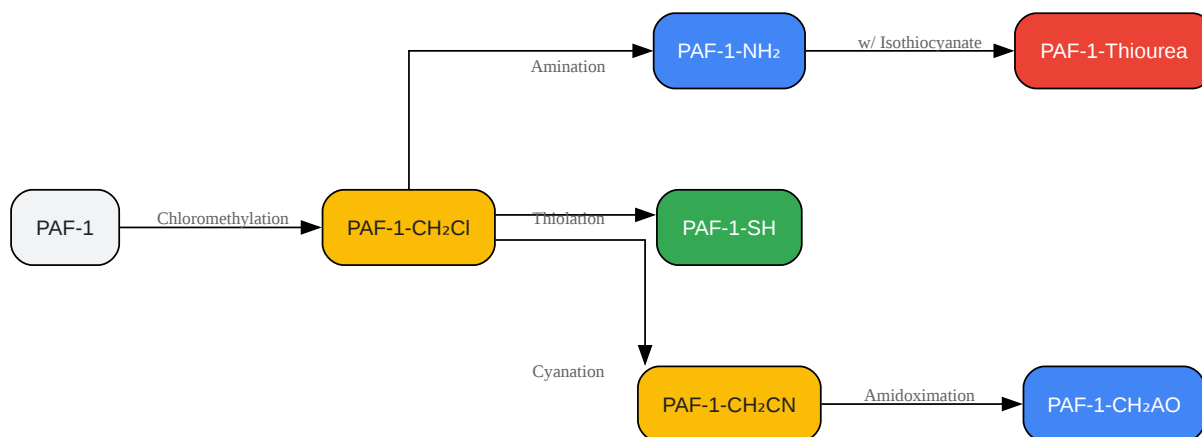 PAF-1-NH₂
w/ Isothiocyanate
PAF-1-Thiourea
Amination
PAF-1
Chloromethylation
PAF-1-CH₂Cl
Thiolation
PAF-1-SH
Cyanation
PAF-1-CH₂CN
Amidoximation
PAF-1-CH₂AO